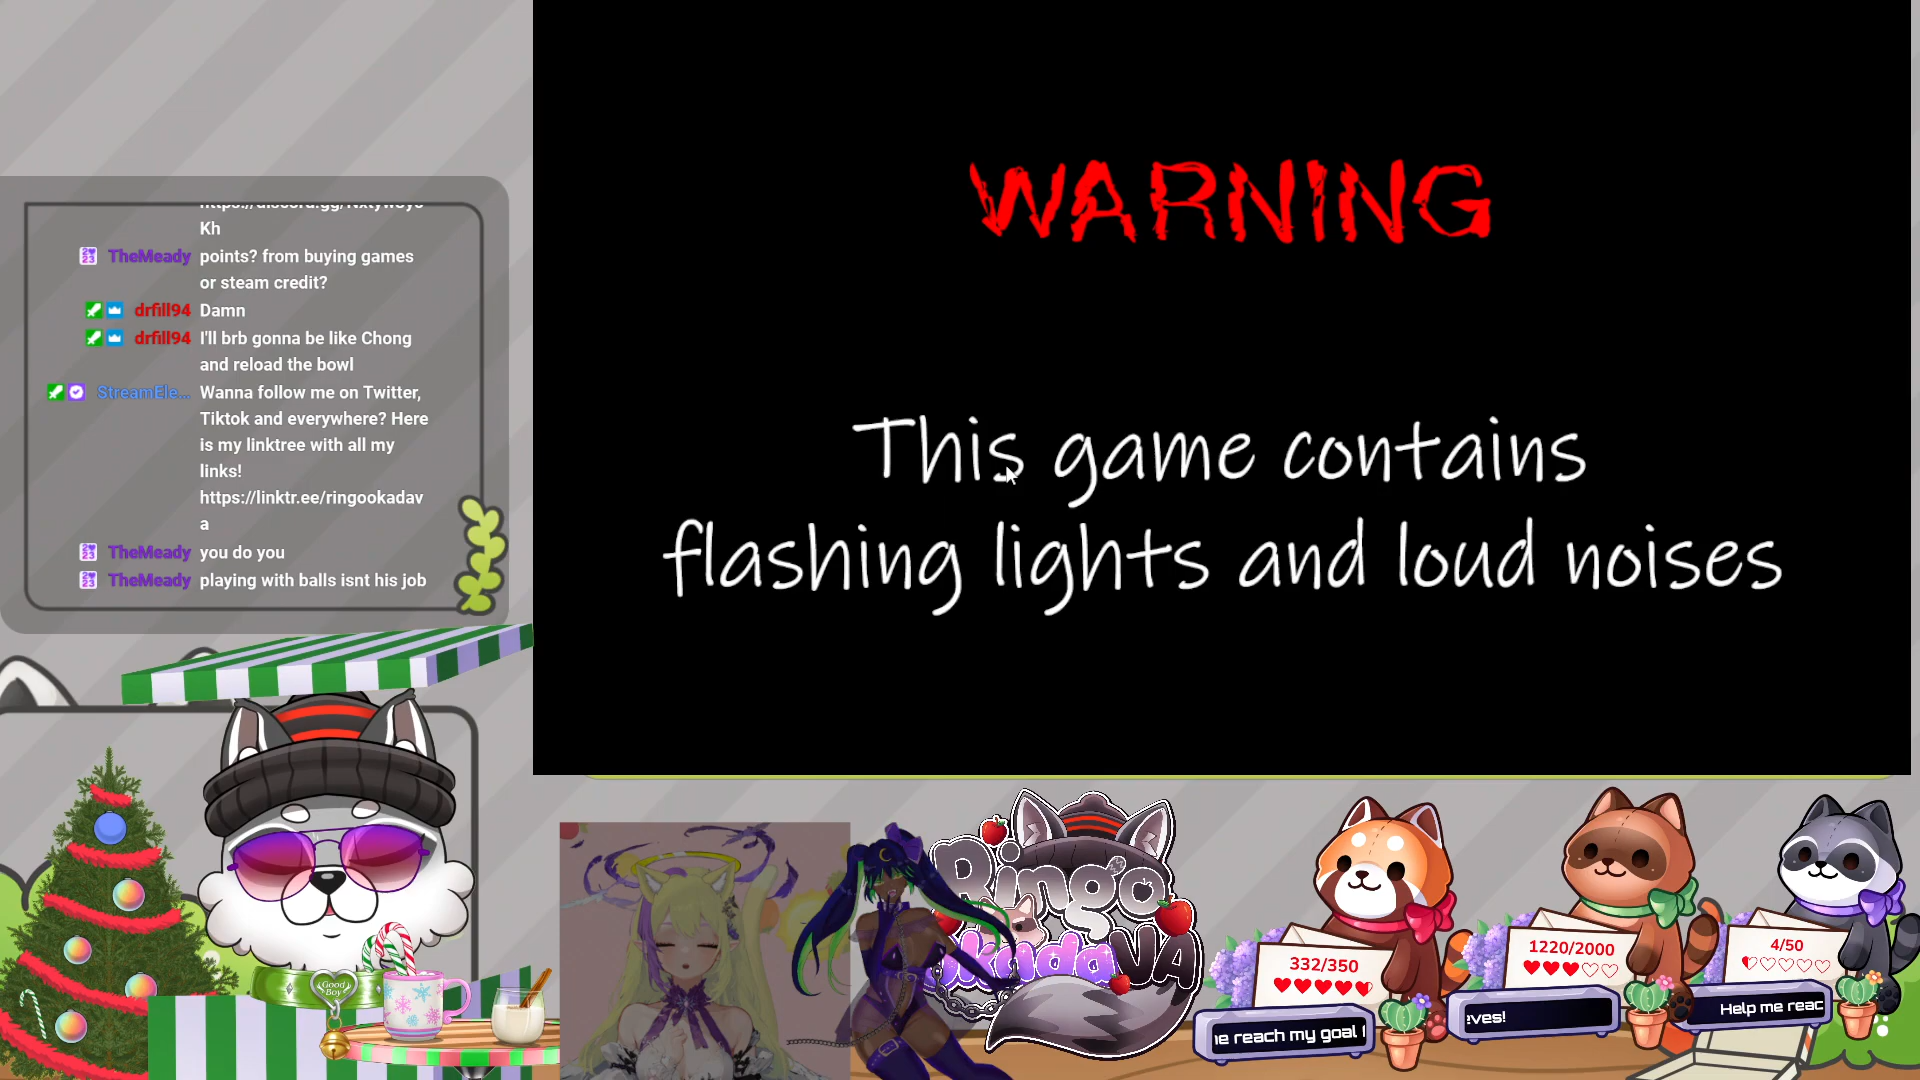 Kh
TheMeady points? from buying games
or steam credit?
drfill94 Damn
drfill94 I'll brb gonna be like Chong
and reload the bowl
StreamEle... Wanna follow me on Twitter,
Tiktok and everywhere? Here
is my linktree with all my
links!
https://linktr.ee/ringookadav
a
TheMeady you do you
TheMeady playing with balls isnt his job
WARNING
This game contains
flashing lights and loud noises
Good
Boy
Ringo
OkadaVA
332/350
1220/2000
4/50
e reach my goal
ves!
Help me reac